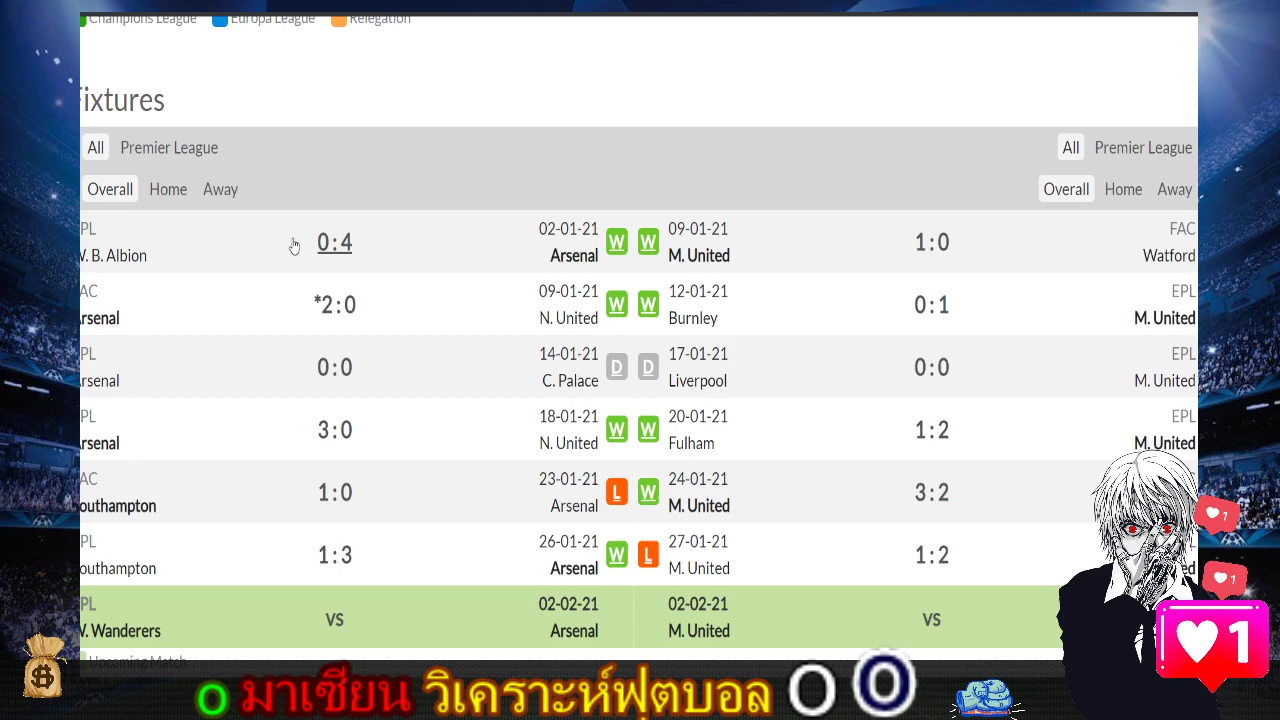 Champions League Europa League Relegation
Fixtures
All Premier League All Premier League
Overall Home Away Overall Home Away
PL 02-01-21 09-01-21 FAC
W. B. Albion 0:4 Arsenal W W M. United 1:0 Watford
AC 09-01-21 12-01-21 EPL
rsenal *2:0 N. United W W Burnley 0:1 M. United
PL 14-01-21 17-01-21 EPL
rsenal 0:0 C. Palace D D Liverpool 0:0 M. United
PL 18-01-21 20-01-21 EPL
rsenal 3:0 N. United W W Fulham 1:2 M. United
AC 23-01-21 24-01-21
outhampton 1:0 Arsenal L W M. United 3:2
PL 26-01-21 27-01-21
outhampton 1:3 Arsenal W L M. United 1:2
PL 02-02-21 02-02-21
W. Wanderers VS Arsenal M. United VS
Upcoming Match
1
1
1
$
o มาเซียน วิเคราะห์ฟุตบอล O O